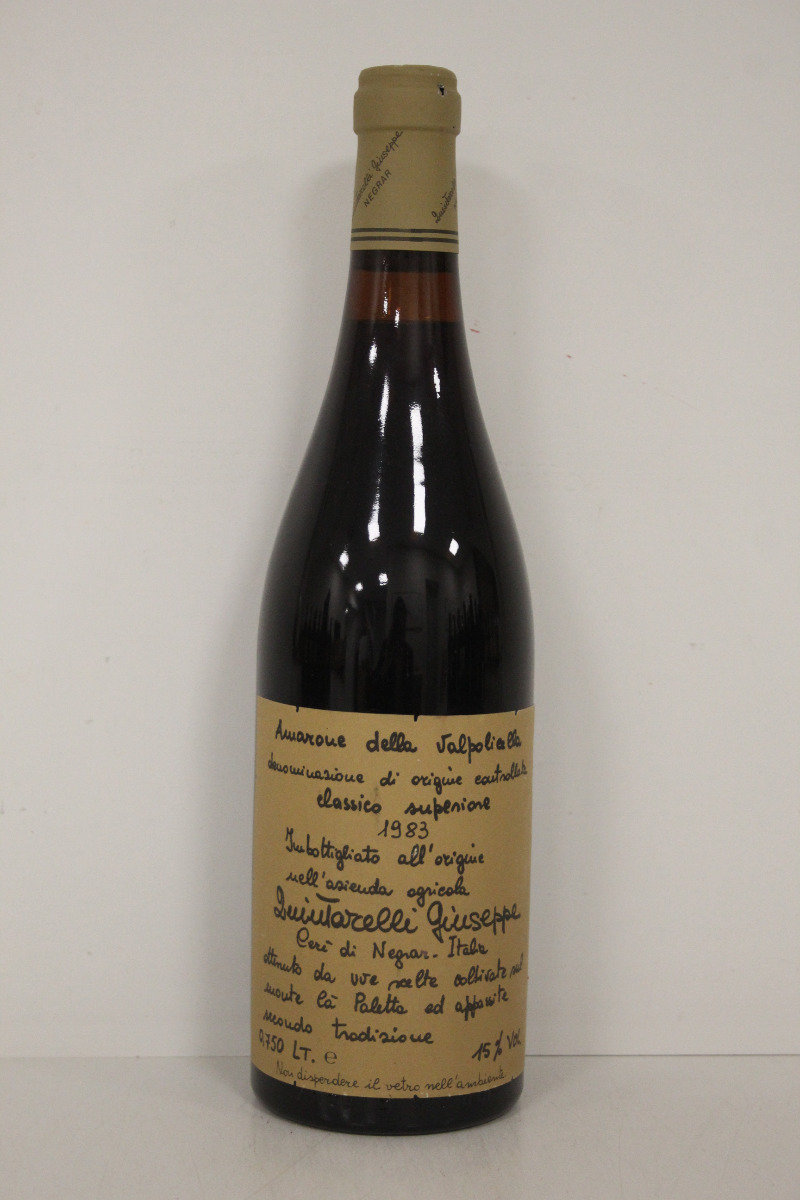 Giuseppe
NEGRAR
Amarone della Valpolicella
denominazione di origine controllata
classico superiore
1983
Imbottigliato all'origine
nell'azienda agricola
Quintarelli Giuseppe
Cerè di Negrar - Italia
ottenuto da uve scelte coltivate sul
monte Cà Paletta ed appassite
secondo tradizione
0,750 LT. e 15% Vol.
Non disperdere il vetro nell'ambiente